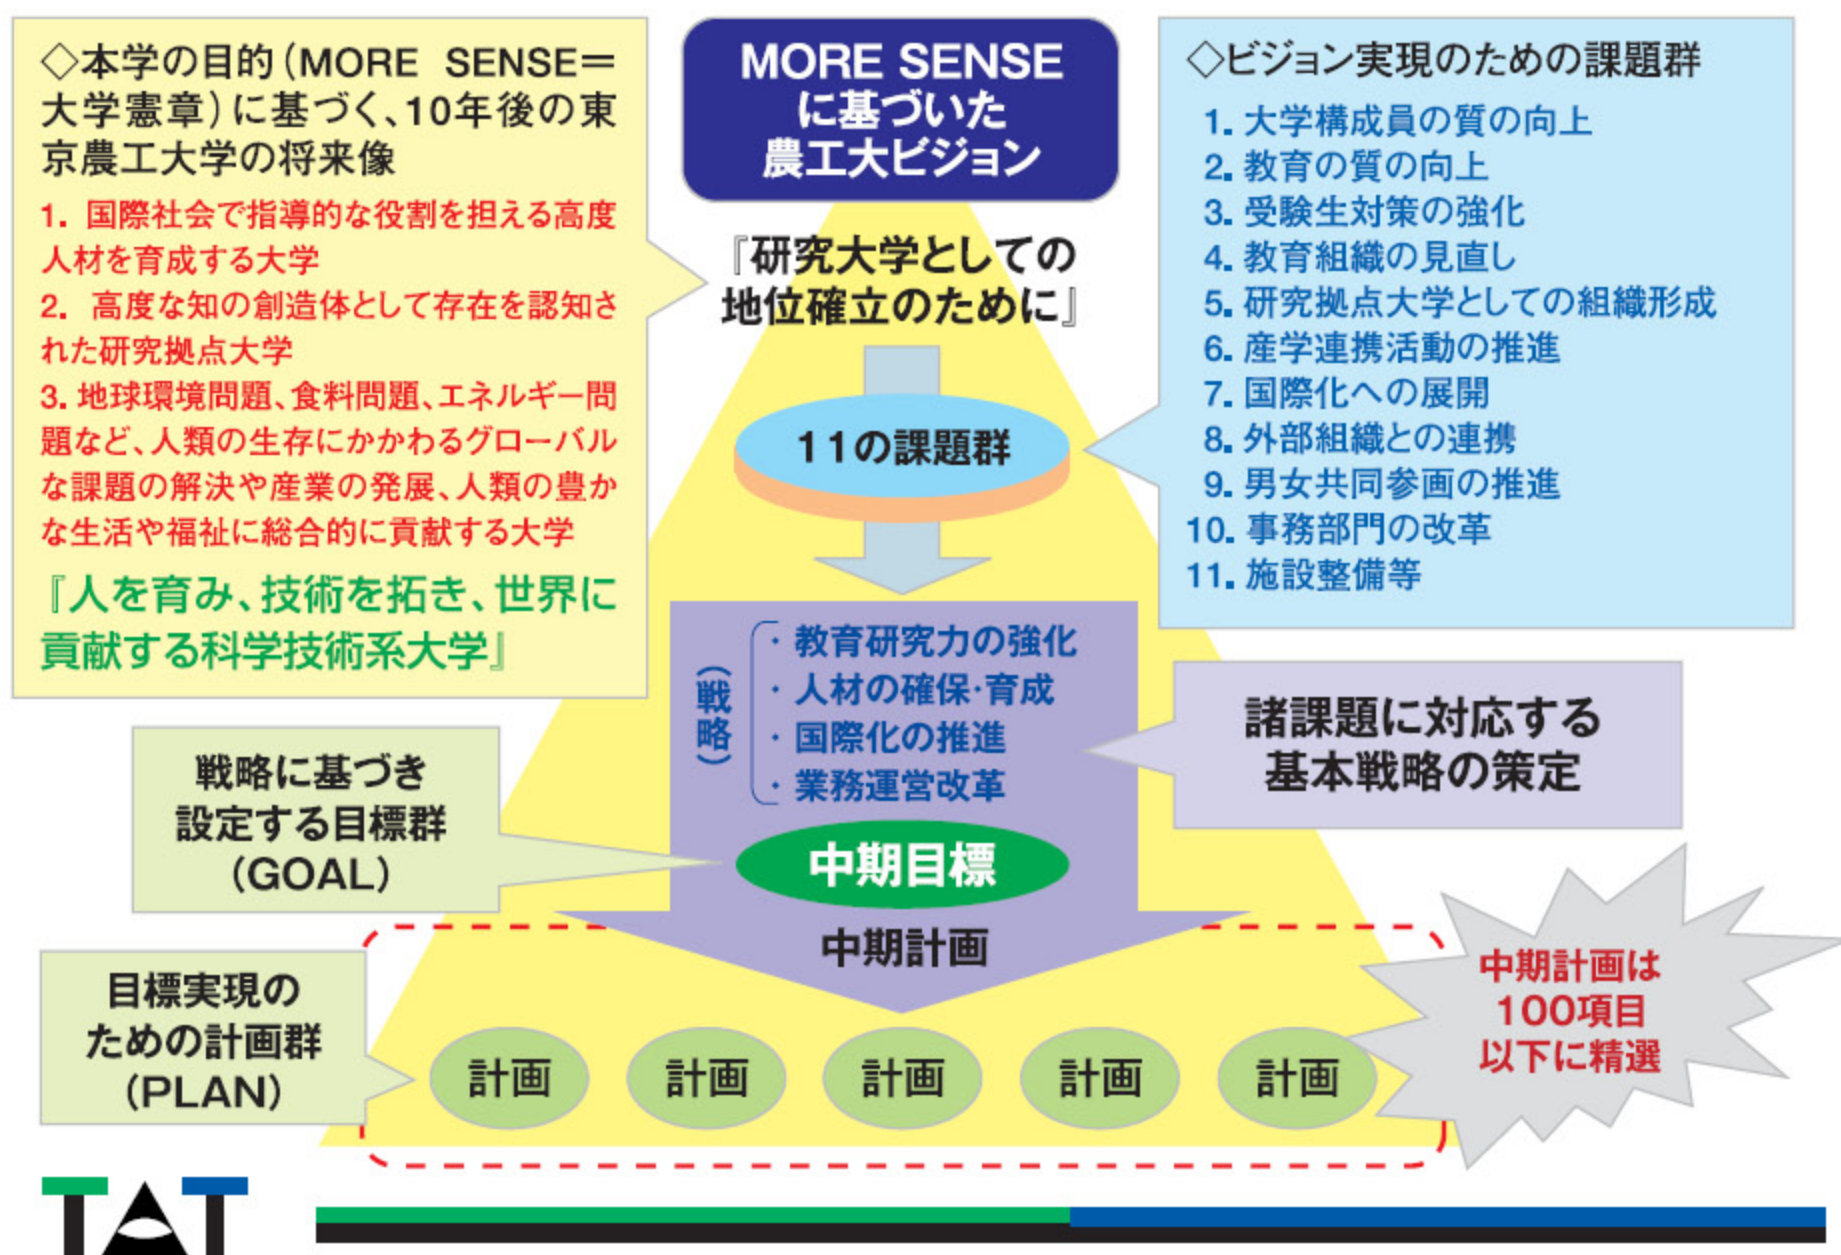 ◇本学の目的(MORE SENSE=
大学憲章)に基づく、10年後の東
京農工大学の将来像
1. 国際社会で指導的な役割を担える高度
人材を育成する大学
2. 高度な知の創造体として存在を認知さ
れた研究拠点大学
3. 地球環境問題、食料問題、エネルギー問
題など、人類の生存にかかわるグローバル
な課題の解決や産業の発展、人類の豊か
な生活や福祉に総合的に貢献する大学
『人を育み、技術を拓き、世界に
貢献する科学技術系大学』
MORE SENSE
に基づいた
農工大ビジョン
『研究大学としての
地位確立のために』
11の課題群
◇ビジョン実現のための課題群
1. 大学構成員の質の向上
2. 教育の質の向上
3. 受験生対策の強化
4. 教育組織の見直し
5. 研究拠点大学としての組織形成
6. 産学連携活動の推進
7. 国際化への展開
8. 外部組織との連携
9. 男女共同参画の推進
10. 事務部門の改革
11. 施設整備等
(戦略)
・教育研究力の強化
・人材の確保・育成
・国際化の推進
・業務運営改革
諸課題に対応する
基本戦略の策定
戦略に基づき
設定する目標群
(GOAL)
中期目標
中期計画
目標実現の
ための計画群
(PLAN)
計画 計画 計画 計画 計画
中期計画は
100項目
以下に精選
TAT